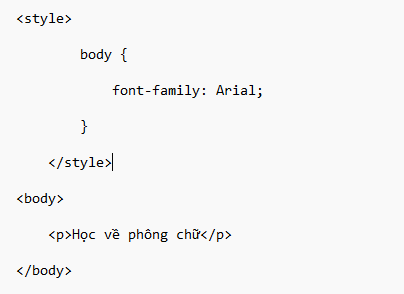 <style>
body {
font-family: Arial;
}
</style>
<body>
<p>Học về phông chữ</p>
</body>